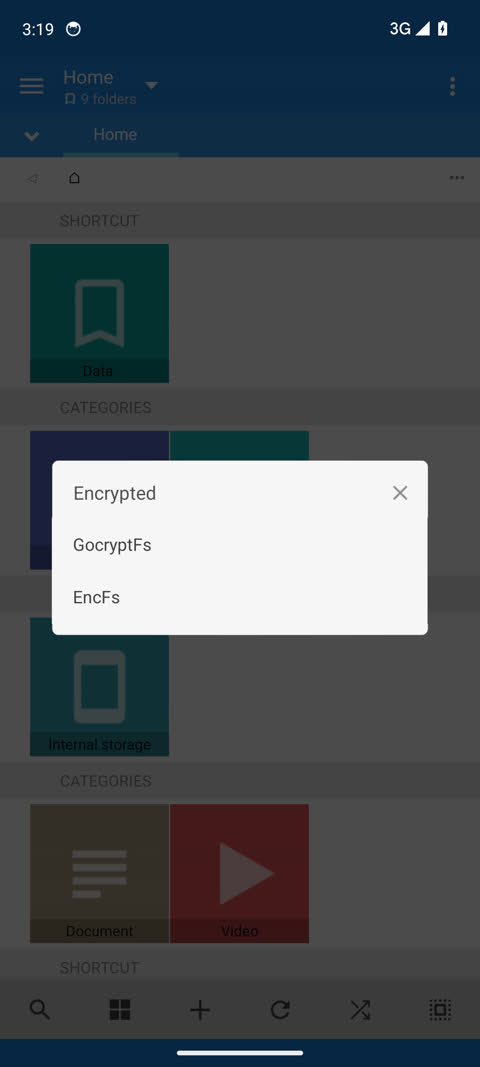 3:19
3G
Home
9 folders
Home
SHORTCUT
Data
CATEGORIES
Encrypted
GocryptFs
EncFs
Internal storage
CATEGORIES
Document
Video
SHORTCUT